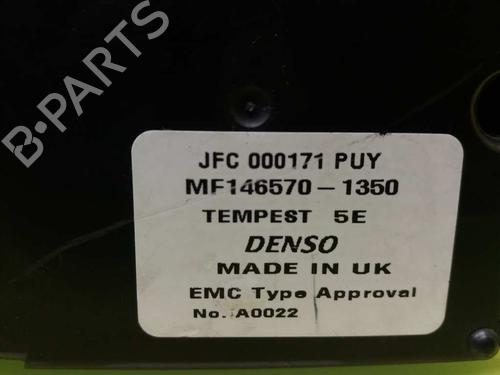 B-PARTS
JFC 000171 PUY
MF146570-1350
TEMPEST 5E
DENSO
MADE IN UK
EMC Type Approval
No. A0022